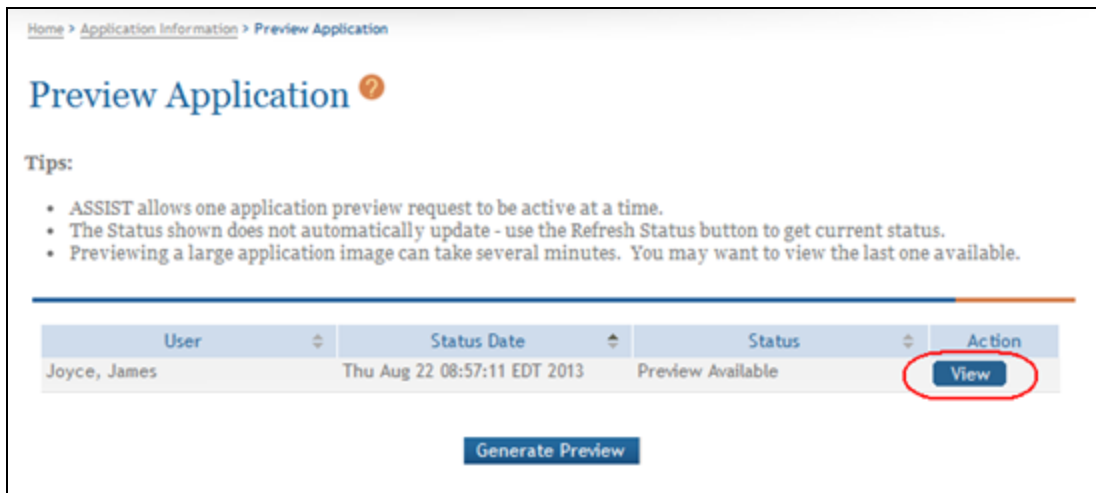 Home > Application Information > Preview Application
Preview Application ?
Tips:
• ASSIST allows one application preview request to be active at a time.
• The Status shown does not automatically update - use the Refresh Status button to get current status.
• Previewing a large application image can take several minutes. You may want to view the last one available.
User Status Date Status Action
Joyce, James Thu Aug 22 08:57:11 EDT 2013 Preview Available View
Generate Preview